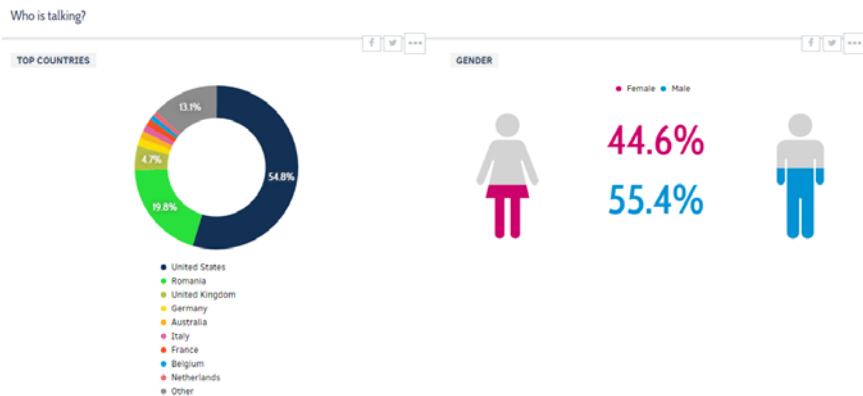 Who is talking?
TOP COUNTRIES
13.1%
4.7%
54.8%
19.8%
United States
Romania
United Kingdom
Germany
Australia
Italy
France
Belgium
Netherlands
Other
GENDER
Female Male
44.6%
55.4%